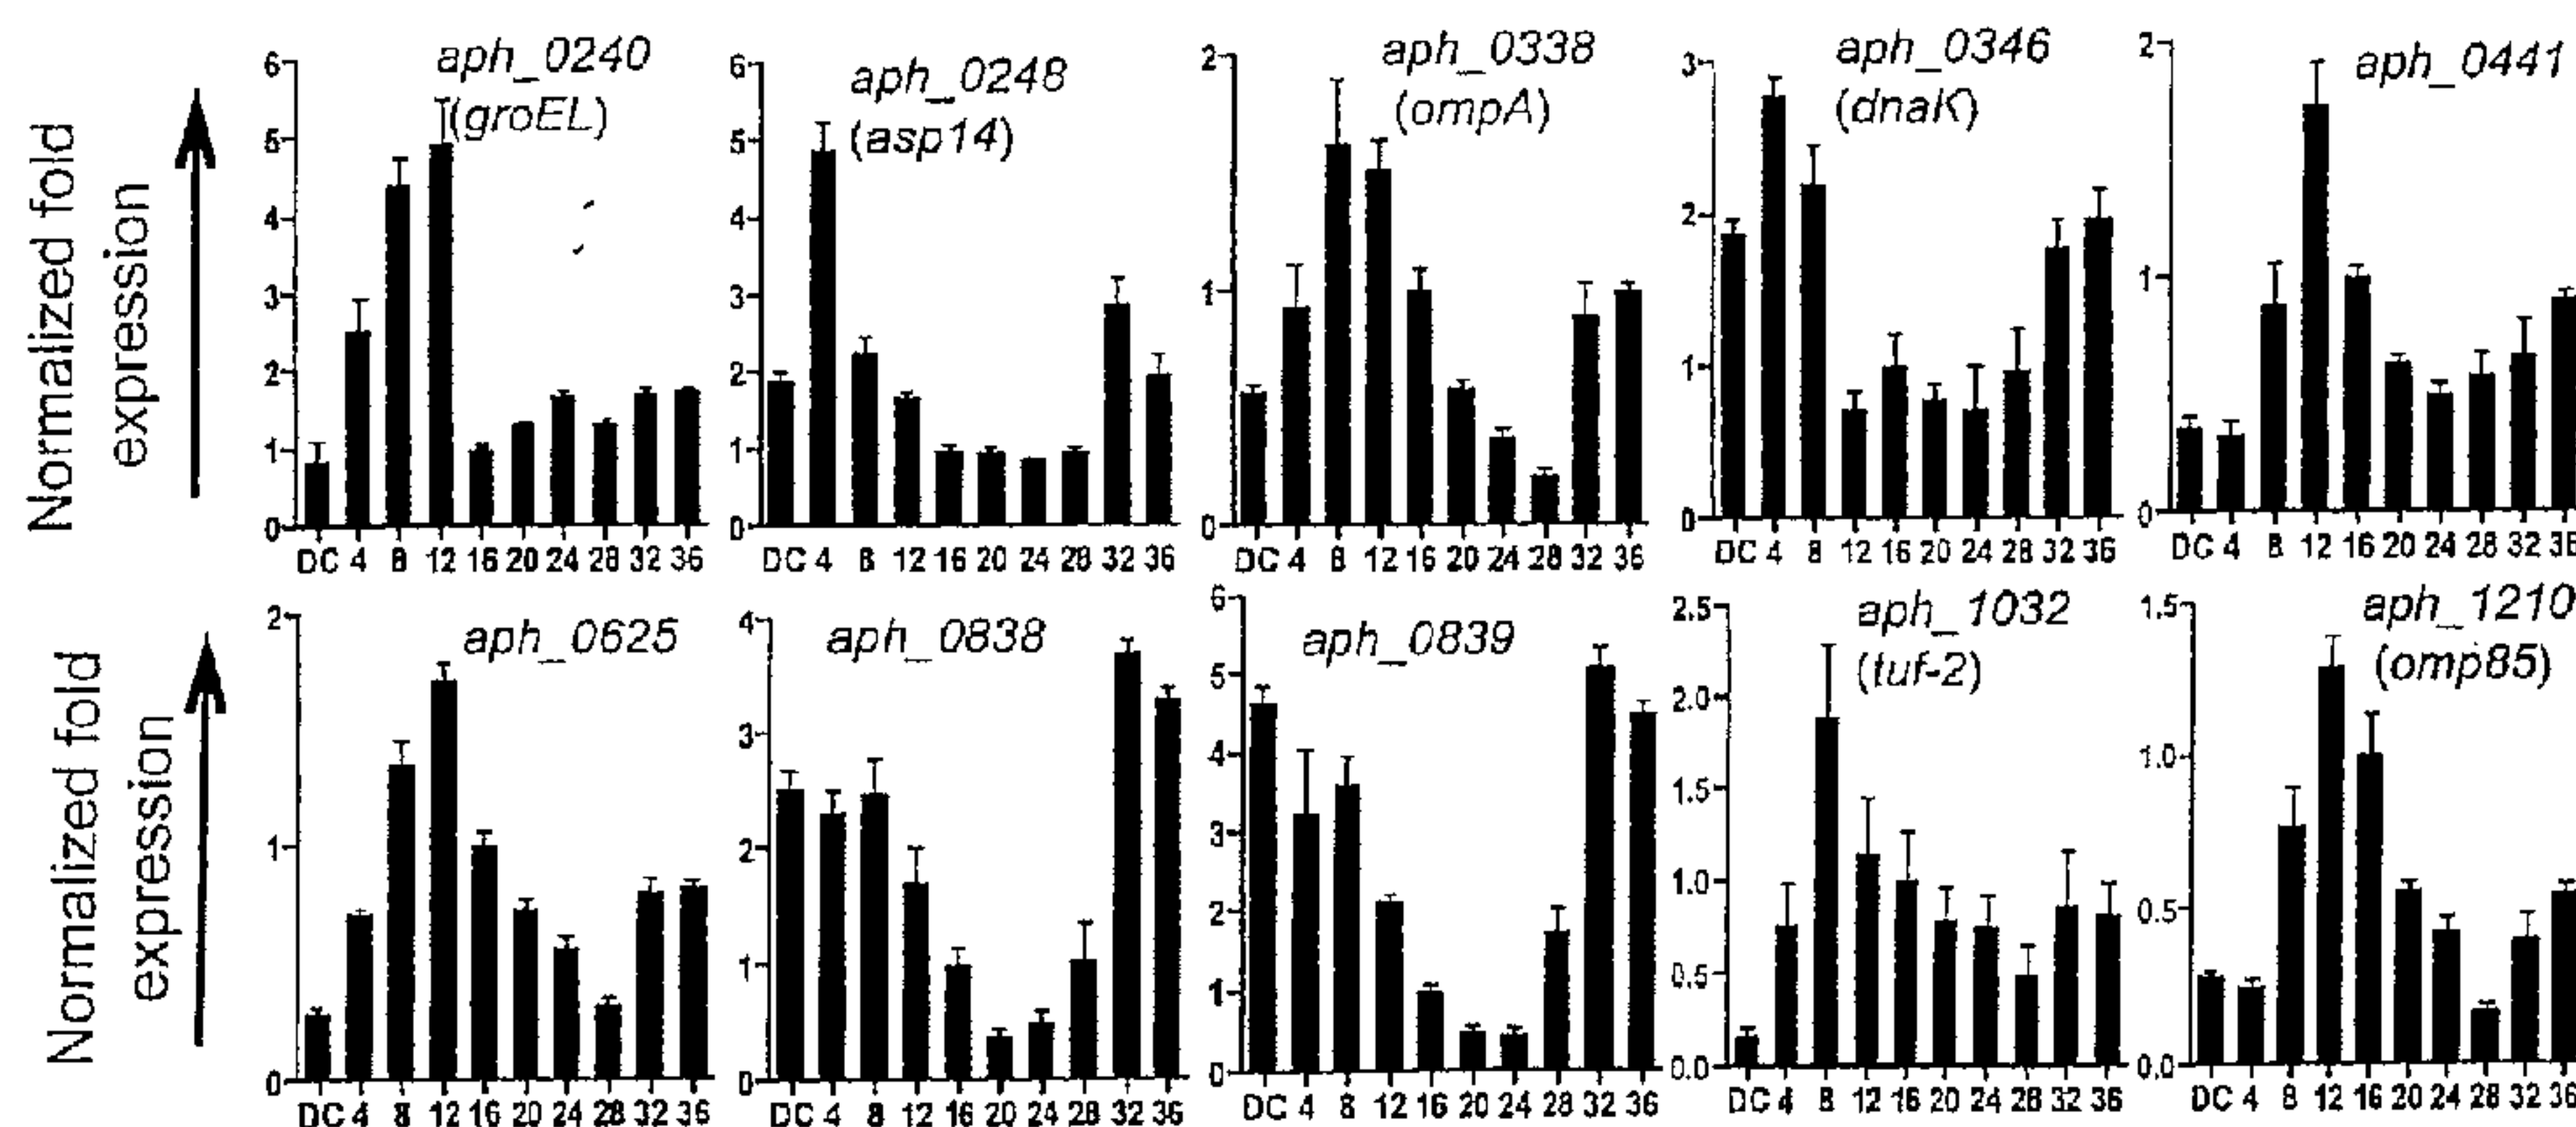 Normalized fold
expression
aph_0240
(groEL)
6
5
4
3
2
1
0
DC 4 8 12 16 20 24 28 32 36
aph_0248
(asp14)
6
5
4
3
2
1
0
DC 4 8 12 16 20 24 28 32 36
aph_0338
(ompA)
2
1
0
DC 4 8 12 16 20 24 28 32 36
aph_0346
(dnaK)
3
2
1
0
DC 4 8 12 16 20 24 28 32 36
aph_0441
2
1
0
DC 4 8 12 16 20 24 28 32 36
Normalized fold
expression
aph_0625
2
1
0
DC 4 8 12 16 20 24 28 32 36
aph_0838
4
3
2
1
0
DC 4 8 12 16 20 24 28 32 36
aph_0839
6
5
4
3
2
1
0
DC 4 8 12 16 20 24 28 32 36
aph_1032
(tuf-2)
2.5
2.0
1.5
1.0
0.5
0.0
DC 4 8 12 16 20 24 28 32 36
aph_1210
(omp85)
1.5
1.0
0.5
0.0
DC 4 8 12 16 20 24 28 32 36